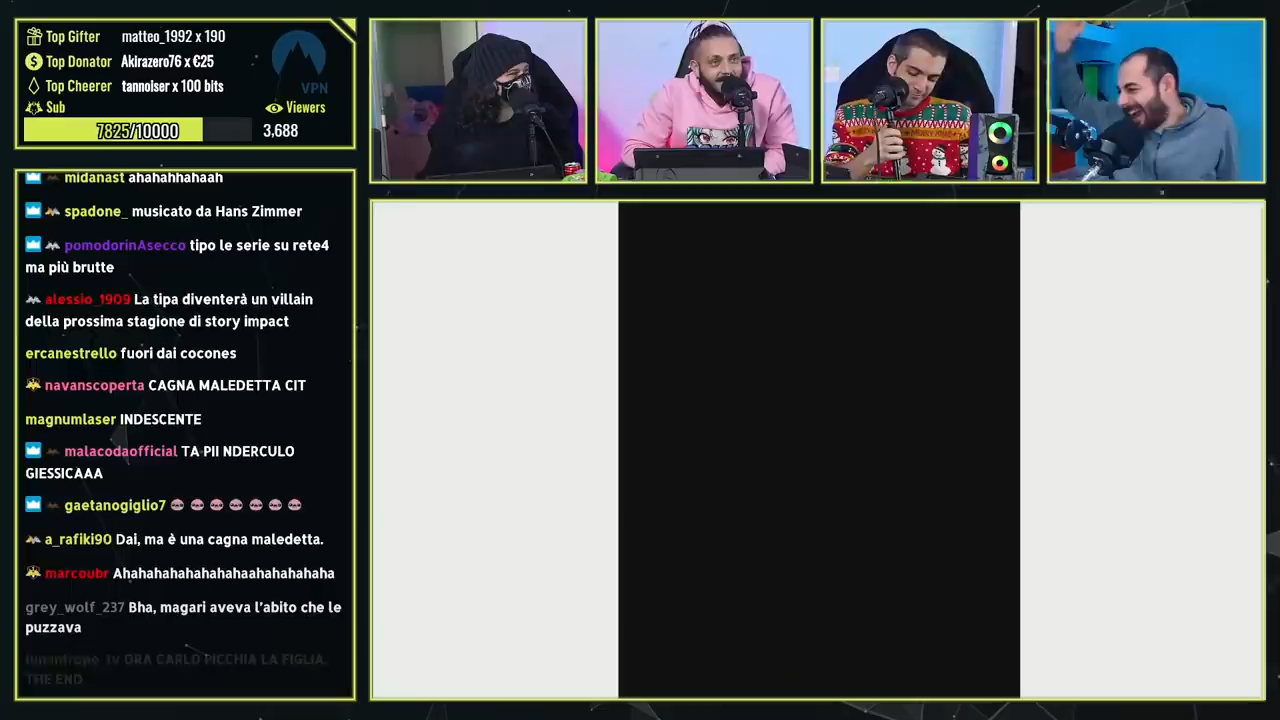 Top Gifter matteo_1992 x 190
Top Donator Akirazero76 x €25
Top Cheerer tannolser x 100 bits
VPN
Sub Viewers
7825/10000 3,688
midanast ahahahhahaah
spadone_ musicato da Hans Zimmer
pomodorinAsecco tipo le serie su rete4
ma più brutte
alessio_1909 La tipa diventerà un villain
della prossima stagione di story impact
ercanestrello fuori dai cocones
navanscoperta CAGNA MALEDETTA CIT
magnumlaser INDESCENTE
malacodaofficial TA PII NDERCULO
GIESSICAAA
gaetanogiglio7
a_rafiki90 Dai, ma è una cagna maledetta.
marcoubr Ahahahahahahahaahahahahaha
grey_wolf_237 Bha, magari aveva l'abito che le
puzzava
ORA CARLO PICCHIA LA FIGLIA.
THE END